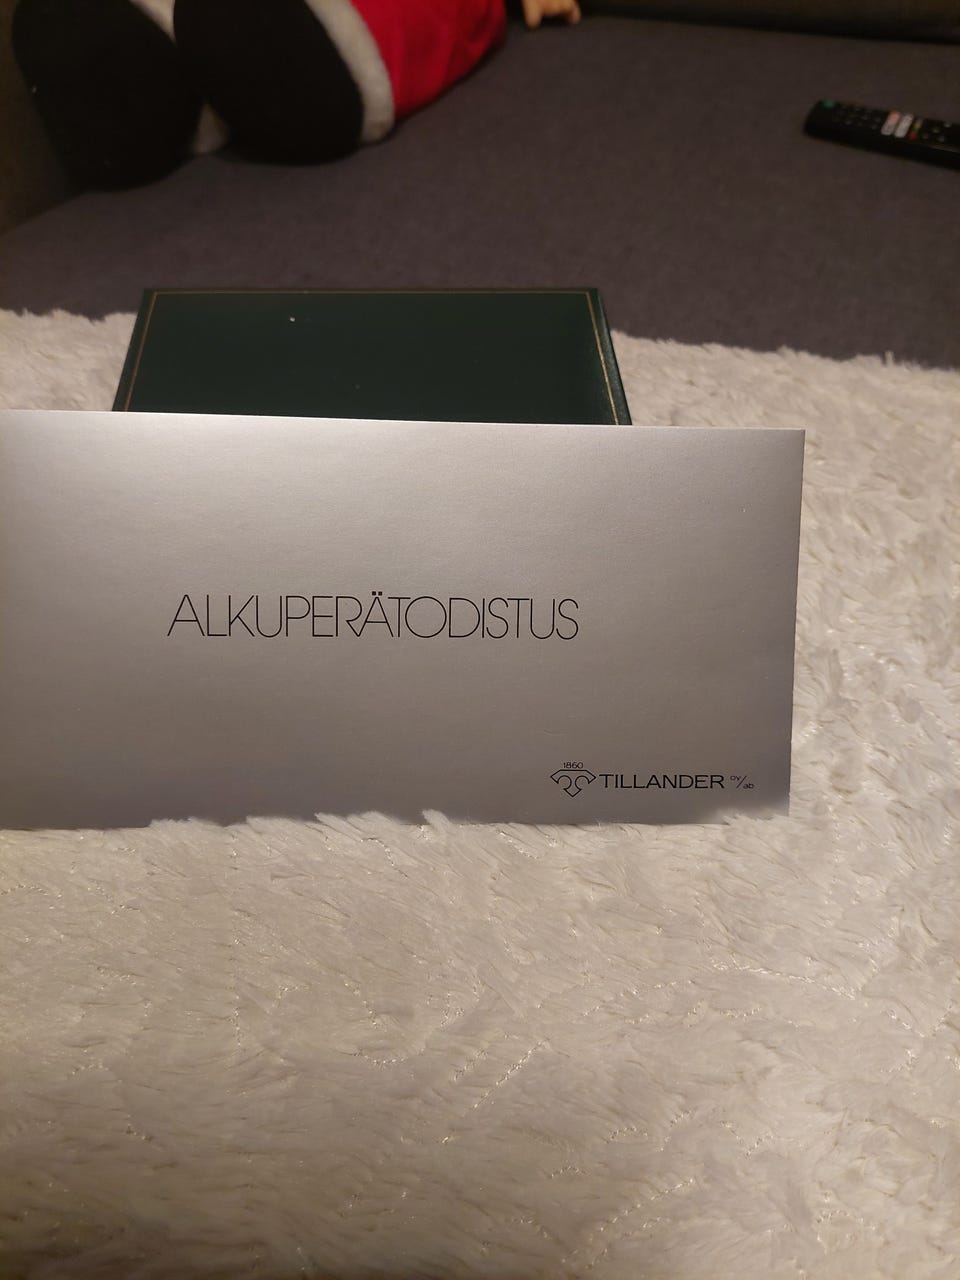 ALKUPERÄTODISTUS
1860
TILLANDER oy/ab